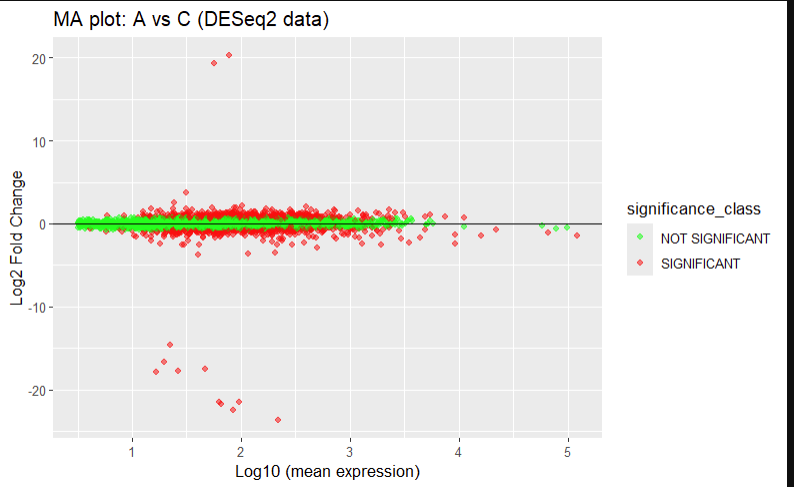 MA plot: A vs C (DESeq2 data)
20
10
0
-10
-20
Log2 Fold Change
1
2
3
4
5
Log10 (mean expression)
significance_class
NOT SIGNIFICANT
SIGNIFICANT